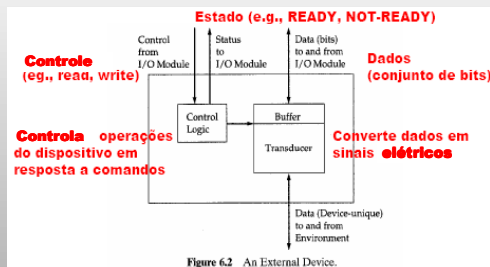 Estado (e.g., READY, NOT-READY)
Control
from
I/O Module
Status
to
I/O Module
Data (bits)
to and from
I/O Module
Controle
(eg., read, write)
Dados
(conjunto de bits)
Control
Logic
Buffer
Transducer
Controla operações
do dispositivo em
resposta a comandos
Converte dados em
sinais elétricos
Data (Device-unique)
to and from
Environment
Figure 6.2 An External Device.